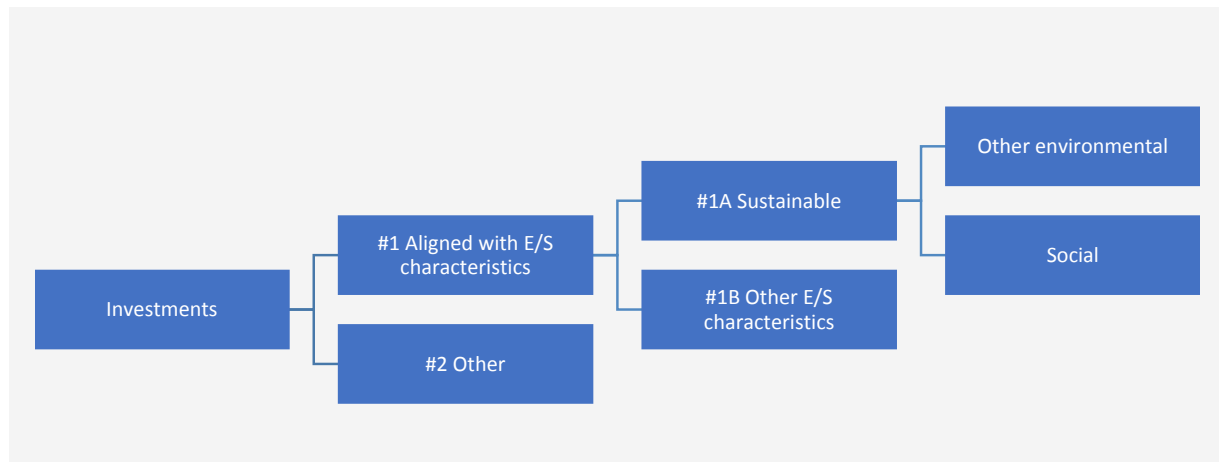 Investments
#1 Aligned with E/S
characteristics
#2 Other
#1A Sustainable
#1B Other E/S
characteristics
Other environmental
Social